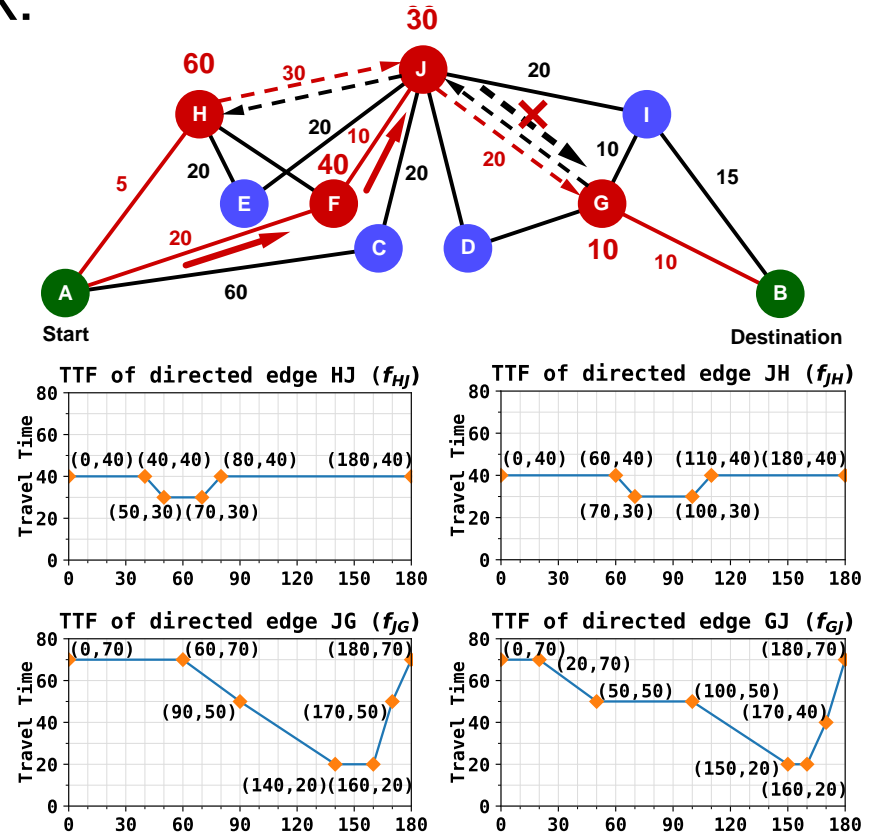 K.
30
60
30
J
20
H
I
20
10
40
20
10
20
15
5
20
E
F
G
20
C
D
10
10
A
60
B
Start
Destination
TTF of directed edge HJ (fHJ)
Travel Time
80
60
40
20
0
(0,40)
(40,40)
(80,40)
(180,40)
(50,30)
(70,30)
0 30 60 90 120 150 180
TTF of directed edge JH (fJH)
Travel Time
80
60
40
20
0
(0,40)
(60,40)
(110,40)
(180,40)
(70,30)
(100,30)
0 30 60 90 120 150 180
TTF of directed edge JG (fJG)
Travel Time
80
60
40
20
0
(0,70)
(60,70)
(180,70)
(90,50)
(170,50)
(140,20)
(160,20)
0 30 60 90 120 150 180
TTF of directed edge GJ (fGJ)
Travel Time
80
60
40
20
0
(0,70)
(20,70)
(180,70)
(50,50)
(100,50)
(170,40)
(150,20)
(160,20)
0 30 60 90 120 150 180